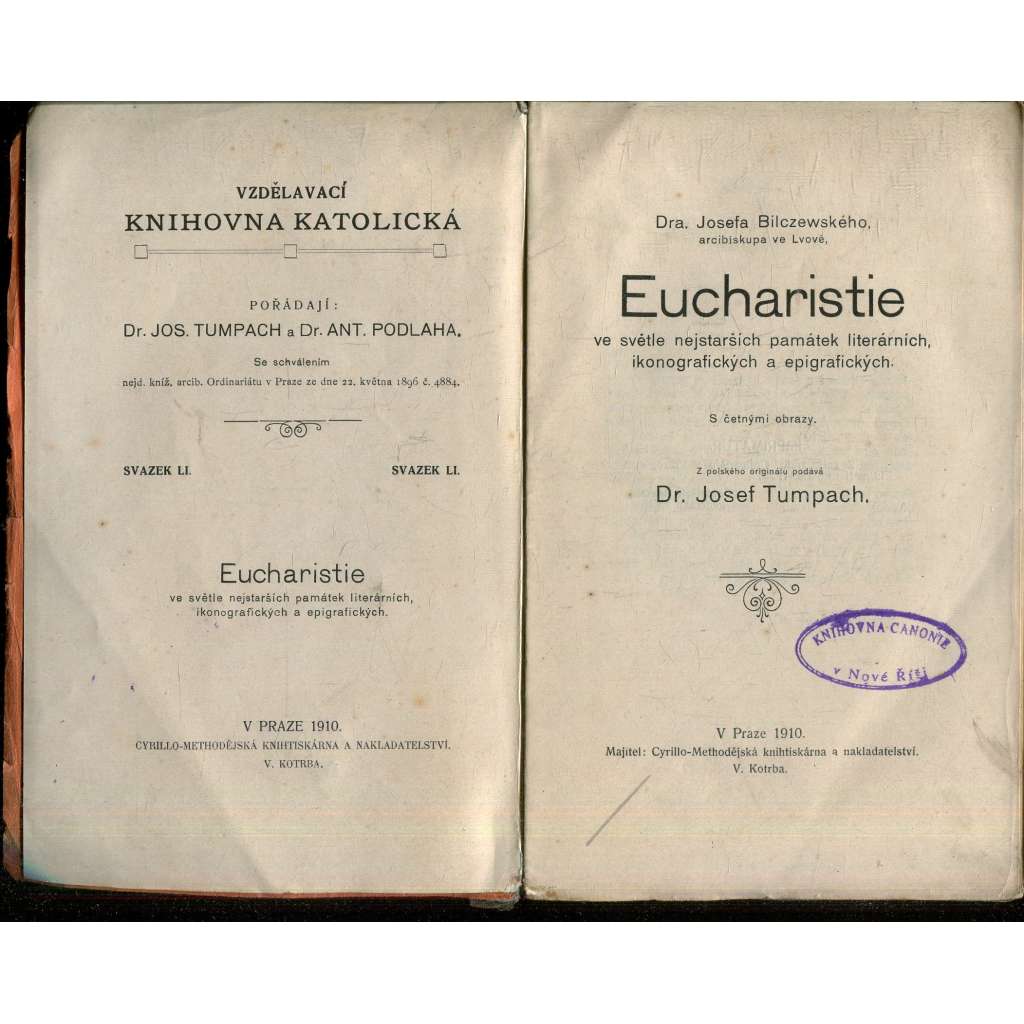 VZDĚLAVACÍ
KNIHOVNA KATOLICKÁ
POŘÁDAJÍ:
Dr. JOS. TUMPACH a Dr. ANT. PODLAHA.
Se schválením
nejd. kníž. arcib. Ordinariátu v Praze ze dne 22. května 1896 č. 4884.
SVAZEK LI. SVAZEK LI.
Eucharistie
ve světle nejstarších památek literárních,
ikonografických a epigrafických.
V PRAZE 1910.
CYRILLO-METHODĚJSKÁ KNIHTISKÁRNA A NAKLADATELSTVÍ.
V. KOTRBA.
Dra. Josefa Bilczewského,
arcibiskupa ve Lvově,
Eucharistie
ve světle nejstarších památek literárních,
ikonografických a epigrafických.
S četnými obrazy.
Z polského originálu podává
Dr. Josef Tumpach.
KNIHOVNA CANONIE
v Nové Říši
V Praze 1910.
Majitel: Cyrillo-Methodějská knihtiskárna a nakladatelství.
V. Kotrba.